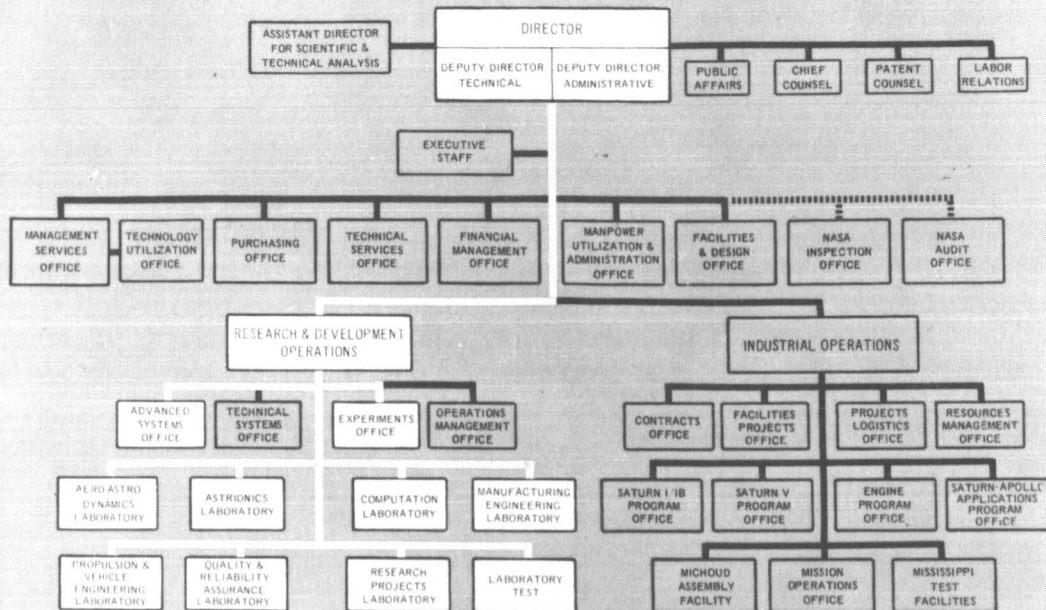 ASSISTANT DIRECTOR
FOR SCIENTIFIC &
TECHNICAL ANALYSIS
DIRECTOR
DEPUTY DIRECTOR
TECHNICAL
DEPUTY DIRECTOR
ADMINISTRATIVE
PUBLIC
AFFAIRS
CHIEF
COUNSEL
PATENT
COUNSEL
LABOR
RELATIONS
EXECUTIVE
STAFF
MANAGEMENT
SERVICES
OFFICE
TECHNOLOGY
UTILIZATION
OFFICE
PURCHASING
OFFICE
TECHNICAL
SERVICES
OFFICE
FINANCIAL
MANAGEMENT
OFFICE
MANPOWER
UTILIZATION &
ADMINISTRATION
OFFICE
FACILITIES
& DESIGN
OFFICE
NASA
INSPECTION
OFFICE
NASA
AUDIT
OFFICE
RESEARCH & DEVELOPMENT
OPERATIONS
INDUSTRIAL OPERATIONS
ADVANCED
SYSTEMS
OFFICE
TECHNICAL
SYSTEMS
OFFICE
EXPERIMENTS
OFFICE
OPERATIONS
MANAGEMENT
OFFICE
CONTRACTS
OFFICE
FACILITIES
PROJECTS
OFFICE
PROJECTS
LOGISTICS
OFFICE
RESOURCES
MANAGEMENT
OFFICE
AERO ASTRO
DYNAMICS
LABORATORY
ASTRIONICS
LABORATORY
COMPUTATION
LABORATORY
MANUFACTURING
ENGINEERING
LABORATORY
SATURN I/IB
PROGRAM
OFFICE
SATURN V
PROGRAM
OFFICE
ENGINE
PROGRAM
OFFICE
SATURN-APOLLO
APPLICATIONS
PROGRAM
OFFICE
PROPULSION &
VEHICLE
ENGINEERING
LABORATORY
QUALITY &
RELIABILITY
ASSURANCE
LABORATORY
RESEARCH
PROJECTS
LABORATORY
LABORATORY
TEST
MICHOUD
ASSEMBLY
FACILITY
MISSION
OPERATIONS
OFFICE
MISSISSIPPI
TEST
FACILITIES